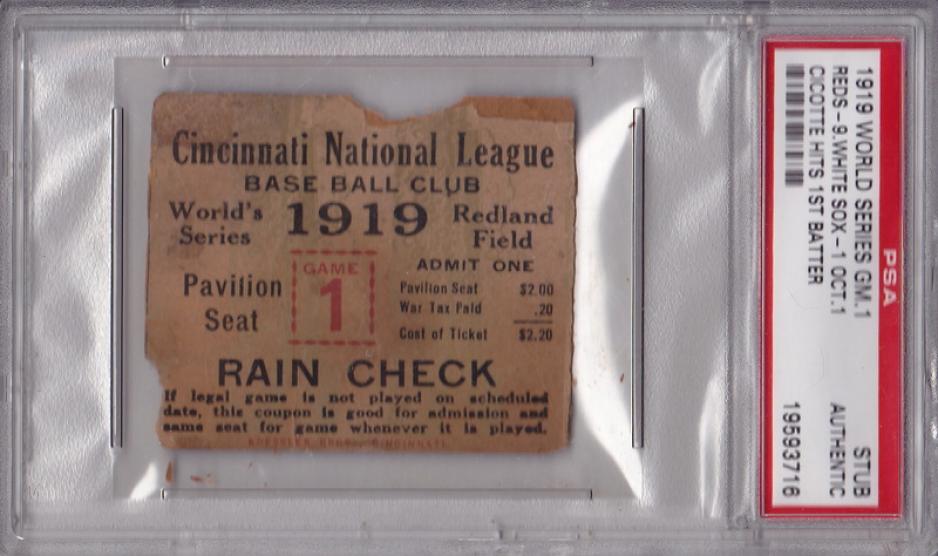 Cincinnati National League
BASE BALL CLUB
World's Series 1919 Redland Field
ADMIT ONE
Pavilion Seat
GAME 1
Pavilion Seat $2.00
War Tax Paid .20
Cost of Ticket $2.20
RAIN CHECK
If legal game is not played on scheduled
date, this coupon is good for admission and
same seat for game whenever it is played.
PSA
1919 WORLD SERIES GM.1 STUB
REDS-9.WHITE SOX-1 OCT.1 AUTHENTIC
CICOTTE HITS 1ST BATTER
19593716